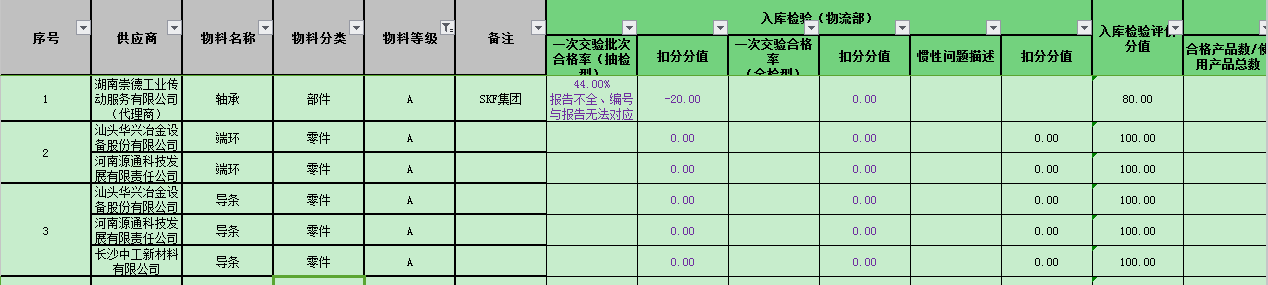 入库检验（物流部）
序号
供应商
物料名称
物料分类
物料等级
备注
一次交验批次
合格率（抽检
型）
扣分分值
一次交验合格
率
（全检型）
扣分分值
惯性问题描述
扣分分值
入库检验评价
分值
合格产品数/使
用产品总数
1
湖南崇德工业传
动服务有限公司
（代理商）
轴承
部件
A
SKF集团
44.00%
报告不全、编号
与报告无法对应
-20.00
0.00
80.00
2
汕头华兴冶金设
备股份有限公司
端环
零件
A
0.00
0.00
0.00
100.00
河南源通科技发
展有限责任公司
端环
零件
A
0.00
0.00
0.00
100.00
3
汕头华兴冶金设
备股份有限公司
导条
零件
A
0.00
0.00
0.00
100.00
河南源通科技发
展有限责任公司
导条
零件
A
0.00
0.00
0.00
100.00
长沙中工新材料
有限公司
导条
零件
A
0.00
0.00
0.00
100.00